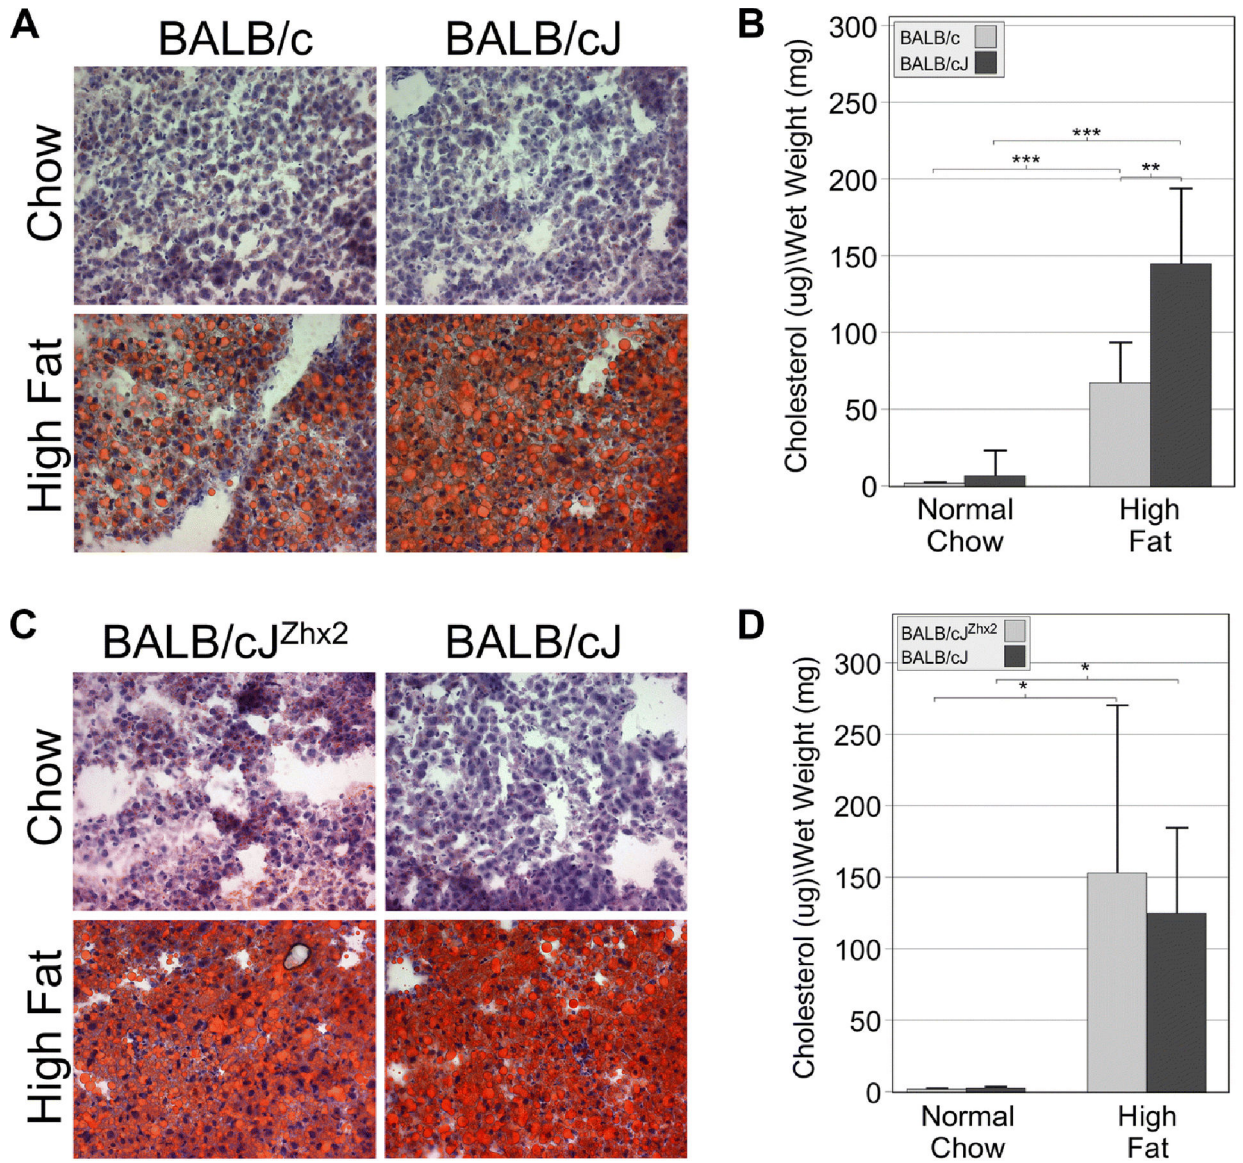 A
BALB/c
BALB/cJ
Chow
High Fat
B
Cholesterol (ug)\Wet Weight (mg)
300
250
200
150
100
50
0
BALB/c
BALB/cJ
***
***
**
Normal
Chow
High
Fat
C
BALB/cJZhx2
BALB/cJ
Chow
High Fat
D
Cholesterol (ug)\Wet Weight (mg)
300
250
200
150
100
50
0
BALB/cJZhx2
BALB/cJ
*
*
Normal
Chow
High
Fat